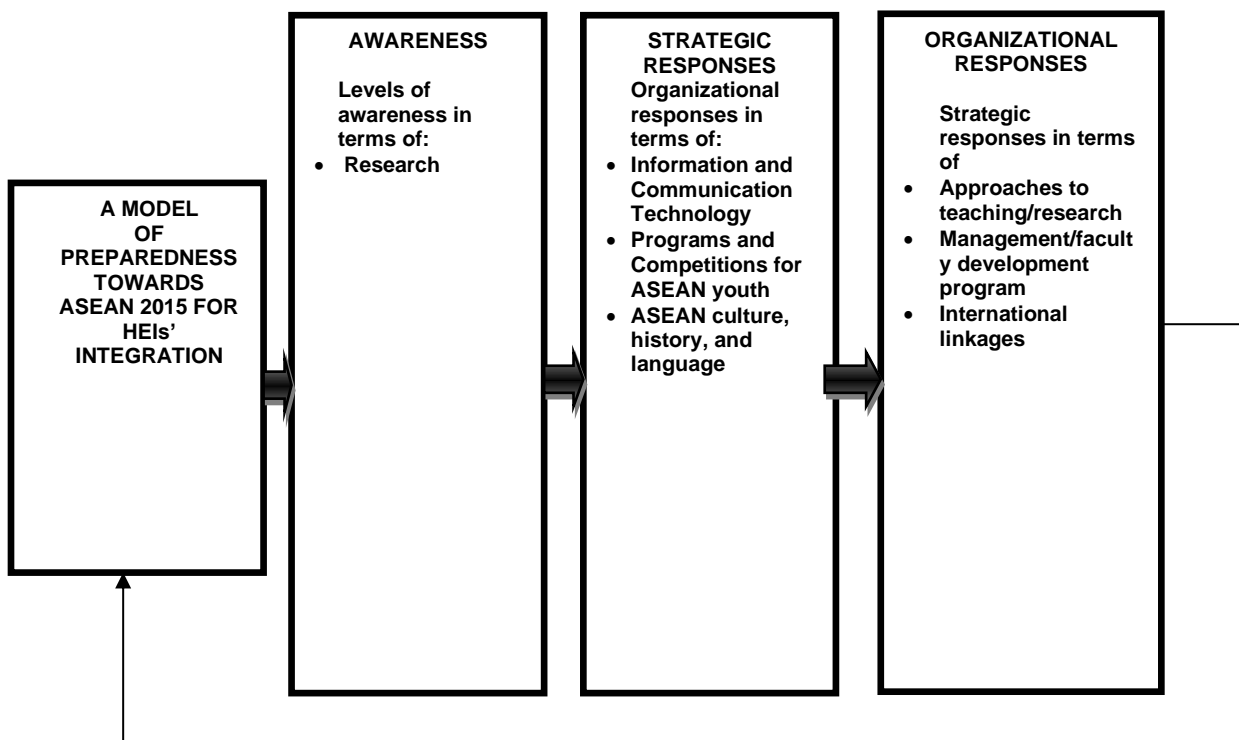 A MODEL
OF
PREPAREDNESS
TOWARDS
ASEAN 2015 FOR
HEIs’
INTEGRATION
AWARENESS
Levels of
awareness in
terms of:
• Research
STRATEGIC
RESPONSES
Organizational
responses in
terms of:
• Information and
Communication
Technology
• Programs and
Competitions for
ASEAN youth
• ASEAN culture,
history, and
language
ORGANIZATIONAL
RESPONSES
Strategic
responses in terms
of
• Approaches to
teaching/research
• Management/facult
y development
program
• International
linkages